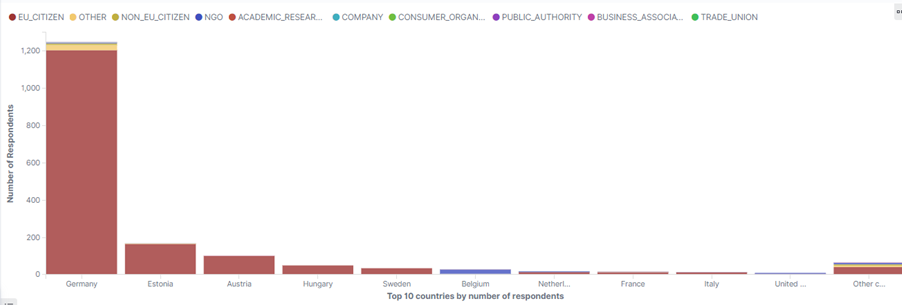 EU_CITIZEN OTHER NON_EU_CITIZEN NGO ACADEMIC_RESEAR... COMPANY CONSUMER_ORGAN... PUBLIC_AUTHORITY BUSINESS_ASSOCIA... TRADE_UNION
Number of Respondents
1,200
1,000
800
600
400
200
0
Germany Estonia Austria Hungary Sweden Belgium Netherl... France Italy United ... Other c...
Top 10 countries by number of respondents